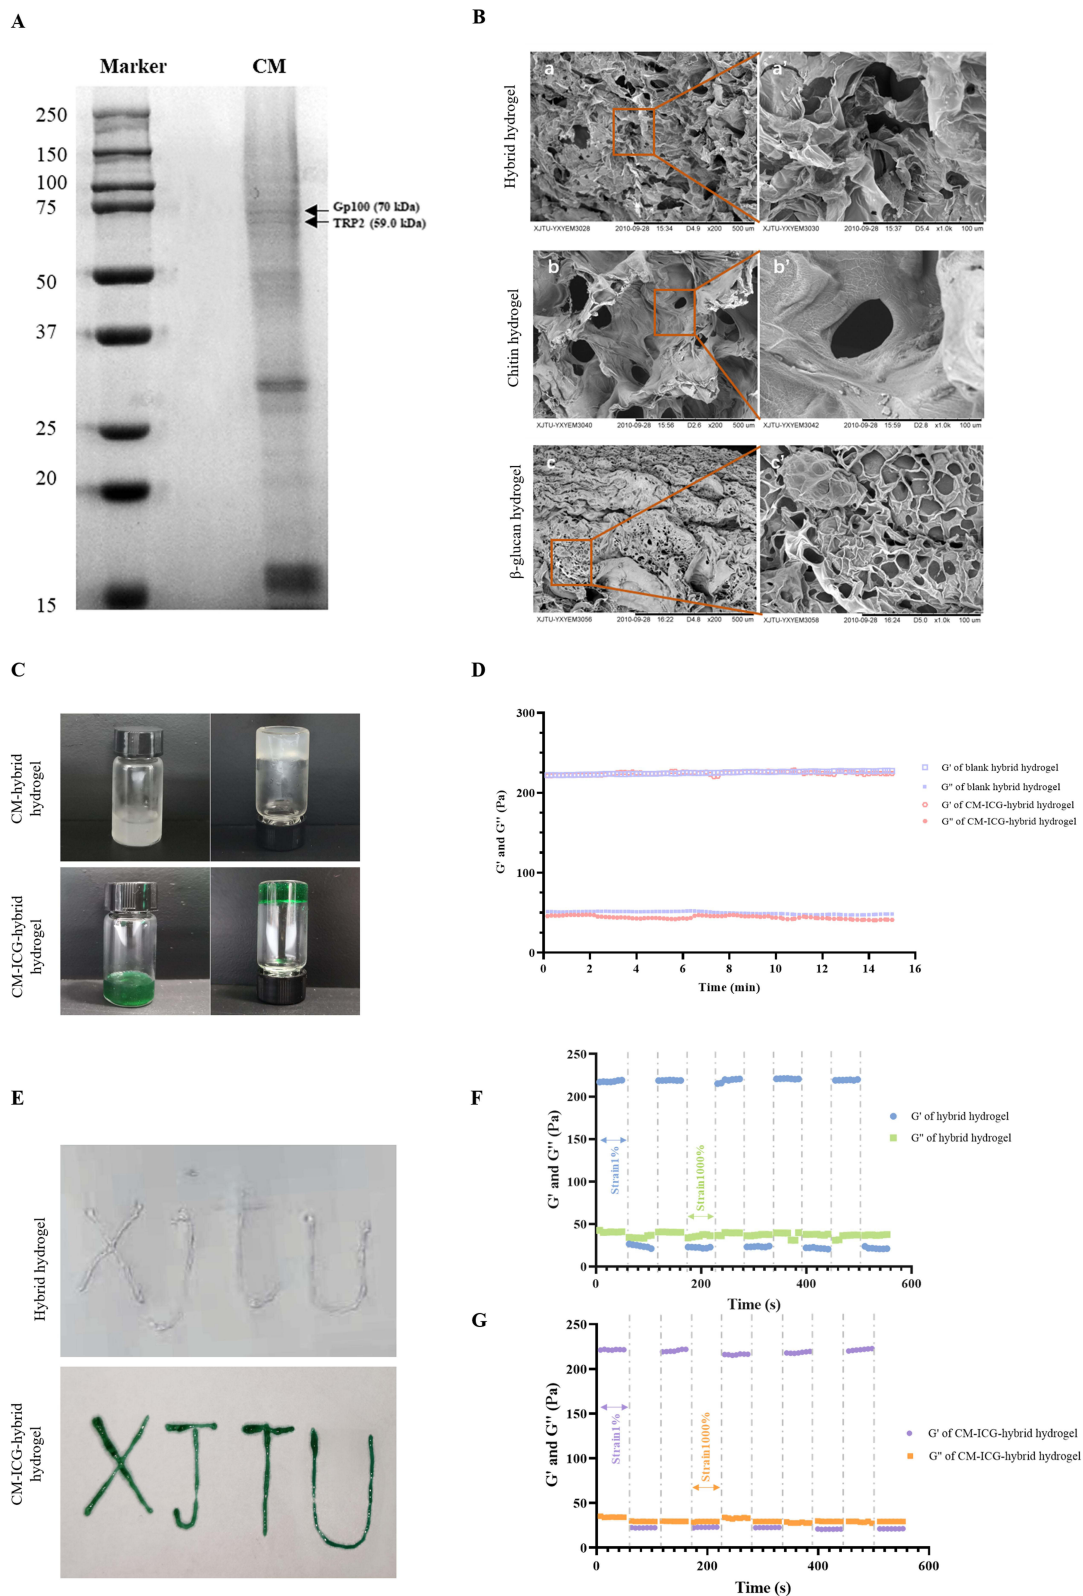 A
Marker
CM
250
150
100
75
50
37
25
20
15
Gp100 (70 kDa)
TRP2 (59.0 kDa)
B
Hybrid hydrogel
a
a'
XJTU-YXYEM3028 2010-09-28 15:34 D4.9 x200 500 um
XJTU-YXYEM3030 2010-09-28 15:37 D5.4 x1.0k 100 um
Chitin hydrogel
b
b'
XJTU-YXYEM3040 2010-09-28 15:56 D2.6 x200 500 um
XJTU-YXYEM3042 2010-09-28 15:59 D2.8 x1.0k 100 um
β-glucan hydrogel
c
c'
XJTU-YXYEM3056 2010-09-28 16:22 D4.8 x200 500 um
XJTU-YXYEM3058 2010-09-28 16:24 D5.0 x1.0k 100 um
C
CM-hybrid
hydrogel
CM-ICG-hybrid
hydrogel
D
G' and G'' (Pa)
300
200
100
0
0 2 4 6 8 10 12 14 16
Time (min)
G' of blank hybrid hydrogel
G'' of blank hybrid hydrogel
G' of CM-ICG-hybrid hydrogel
G'' of CM-ICG-hybrid hydrogel
E
Hybrid hydrogel
XJTU
CM-ICG-hybrid
hydrogel
XJTU
F
G' and G'' (Pa)
250
200
150
100
50
0
0 200 400 600
Time (s)
Strain1%
Strain1000%
G' of hybrid hydrogel
G'' of hybrid hydrogel
G
G' and G'' (Pa)
250
200
150
100
50
0
0 200 400 600
Time (s)
Strain1%
Strain1000%
G' of CM-ICG-hybrid hydrogel
G'' of CM-ICG-hybrid hydrogel